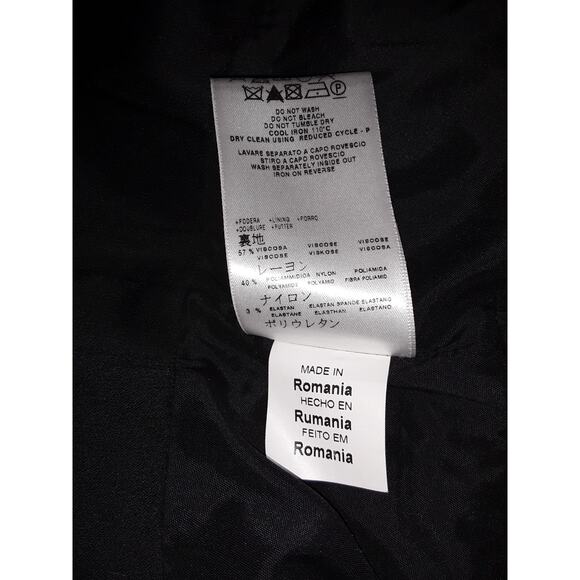 DO NOT WASH
DO NOT BLEACH
DO NOT TUMBLE DRY
COOL IRON 110°C
DRY CLEAN USING REDUCED CYCLE - P
LAVARE SEPARATO A CAPO ROVESCIO
STIRO A CAPO ROVESCIO
WASH SEPARATELY INSIDE OUT
IRON ON REVERSE
+FODERA +LINING +FORRO
+DOUBLURE +FUTTER
裏地
57 % VISCOSA VISCOSE VISCOSA
VISCOSE VISKOSE VISCOSE
レーヨン
40 % POLIAMMIDICA NYLON POLIAMIDA
POLYAMIDE POLYAMID FIBRA POLIAMID
ナイロン
3 % ELASTAN ELASTAN SPANDE ELASTANO
ELASTANE ELASTHAN ELASTANO
ポリウレタン
MADE IN
Romania
HECHO EN
Rumania
FEITO EM
Romania